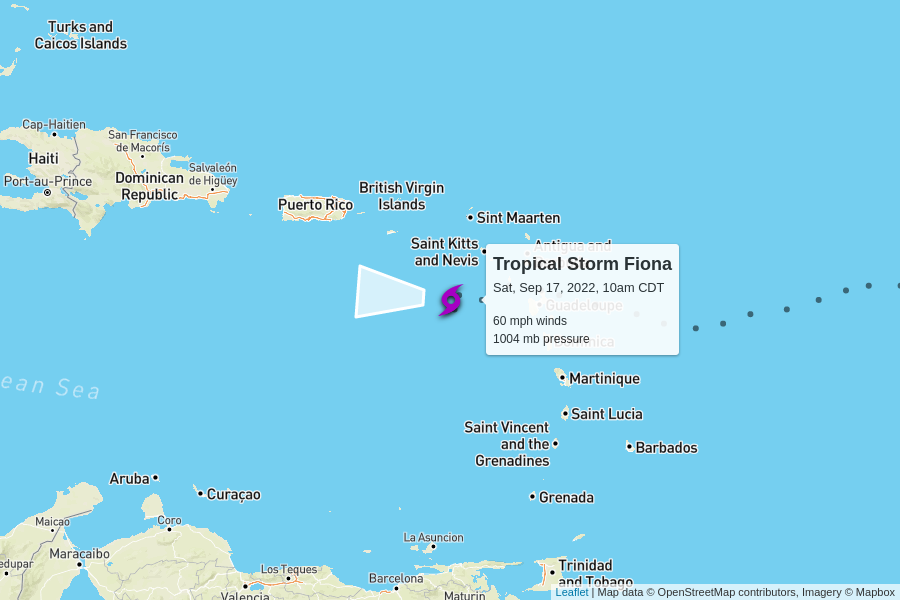 Turks and
Caicos Islands
Cap-Haitien
San Francisco
de Macorís
Haiti
Port-au-Prince
Dominican
Republic
Salvaleón
de Higüey
Puerto Rico
British Virgin
Islands
Sint Maarten
Saint Kitts
and Nevis
Antigua and
Tropical Storm Fiona
Sat, Sep 17, 2022, 10am CDT
Guadeloupe
60 mph winds
1004 mb pressure
ean Sea
Martinique
Saint Lucia
Saint Vincent
and the
Grenadines
Barbados
Aruba
Curaçao
Grenada
Maicao
Coro
La Asuncion
Maracaibo
edupar
Los Teques
Barcelona
Valencia
Maturin
Trinidad
and Tobago
Leaflet | Map data © OpenStreetMap contributors, Imagery © Mapbox